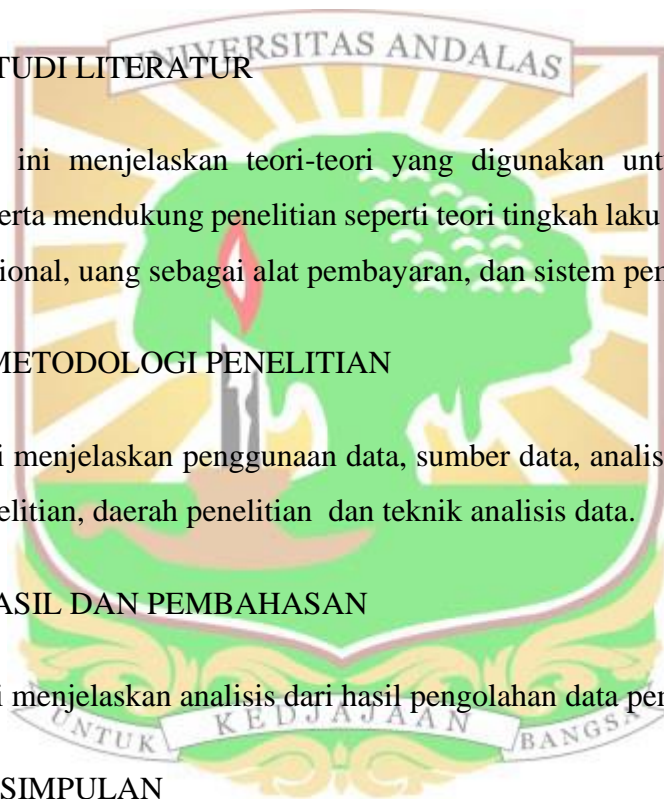 UNIVERSITAS ANDALAS
TUDI LITERATUR
ini menjelaskan teori-teori yang digunakan unt
erta mendukung penelitian seperti teori tingkah laku
ional, uang sebagai alat pembayaran, dan sistem pem
METODOLOGI PENELITIAN
i menjelaskan penggunaan data, sumber data, analis
elitian, daerah penelitian dan teknik analisis data.
ASIL DAN PEMBAHASAN
i menjelaskan analisis dari hasil pengolahan data pen
UNTUK KEDJAJAAN BANGSA
SIMPULAN